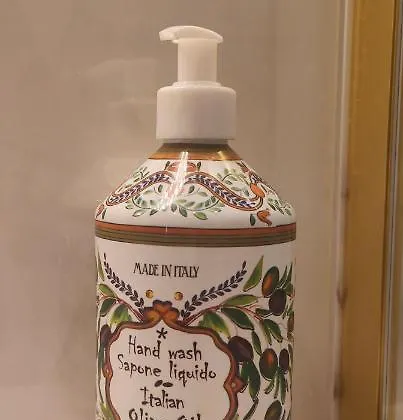 MADE IN ITALY
Hand wash
Sapone liquido
Italian